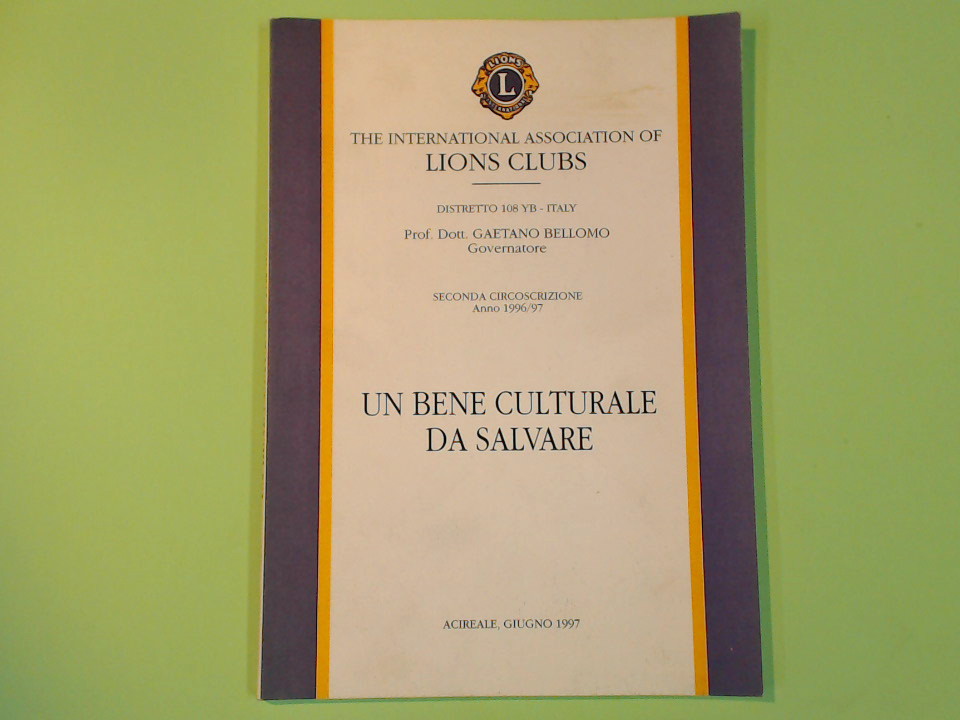 LIONS
L
INTERNATIONAL
THE INTERNATIONAL ASSOCIATION OF
LIONS CLUBS
DISTRETTO 108 YB - ITALY
Prof. Dott. GAETANO BELLOMO
Governatore
SECONDA CIRCOSCRIZIONE
Anno 1996/97
UN BENE CULTURALE
DA SALVARE
ACIREALE, GIUGNO 1997